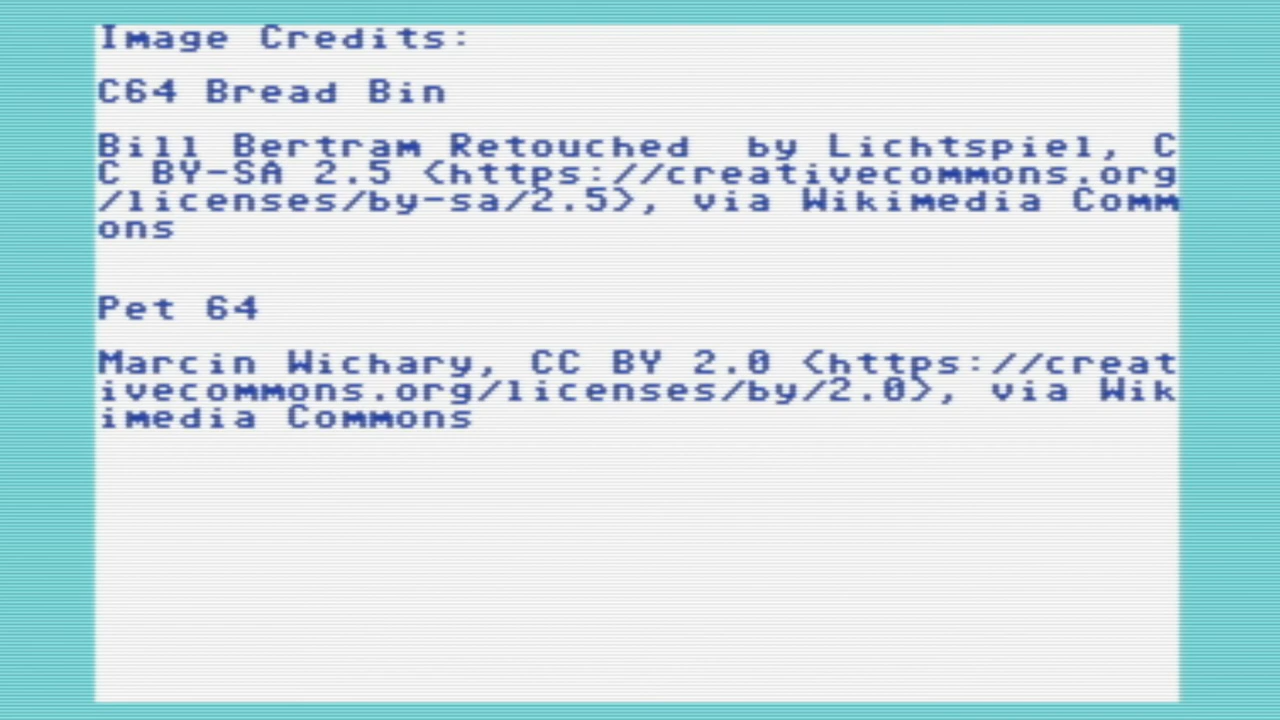 Image Credits:
C64 Bread Bin
Bill Bertram Retouched  by Lichtspiel, C
C BY-SA 2.5 <https://creativecommons.org
/licenses/by-sa/2.5>, via Wikimedia Comm
ons
Pet 64
Marcin Wichary, CC BY 2.0 <https://creat
ivecommons.org/licenses/by/2.0>, via Wik
imedia Commons